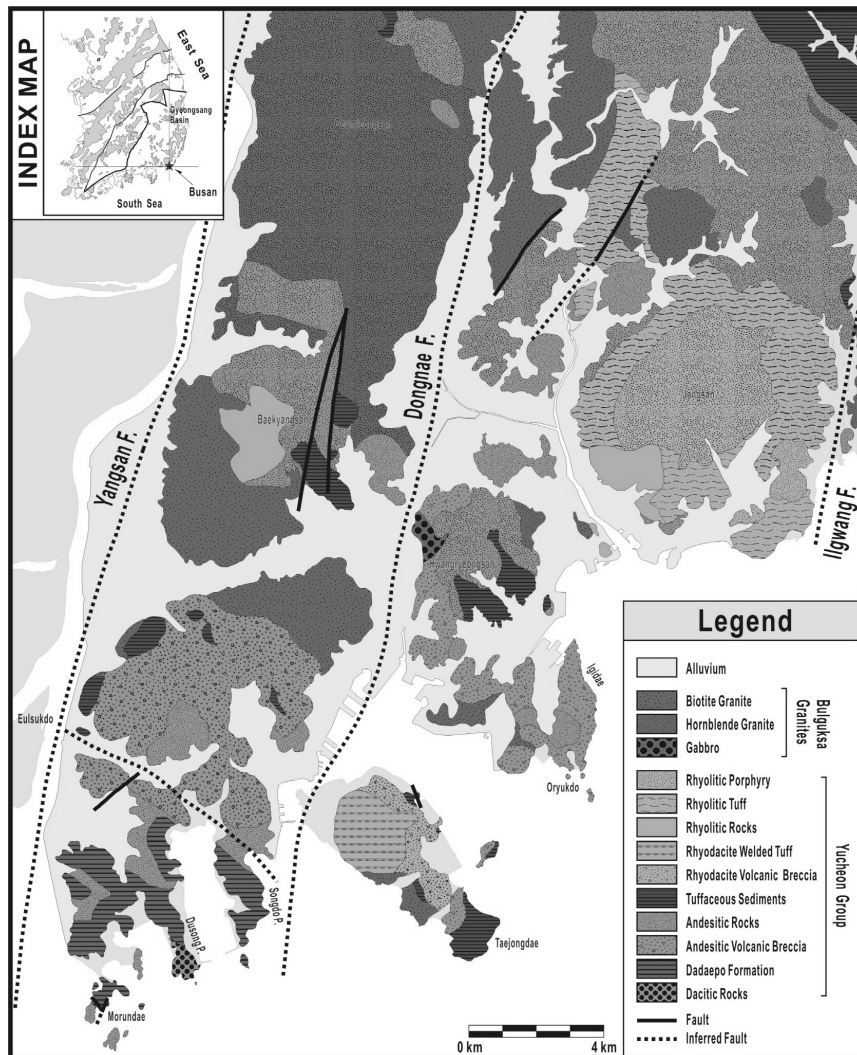 INDEX MAP
East Sea
Gyeongsang
Basin
Busan
South Sea
Yangsan F.
Dongnae F.
Ilgwang F.
Baekyangsan
Jangsan
Eulsukdo
Igidae
Oryukdo
Songdo P.
Dusong P.
Taejongdae
Morundae
0 km
4 km
Legend
Alluvium
Biotite Granite
Hornblende Granite
Gabbro
Bulguksa
Granites
Rhyolitic Porphyry
Rhyolitic Tuff
Rhyolitic Rocks
Rhyodacite Welded Tuff
Rhyodacite Volcanic Breccia
Tuffaceous Sediments
Andesitic Rocks
Andesitic Volcanic Breccia
Dadaepo Formation
Dacitic Rocks
Yucheon Group
Fault
Inferred Fault